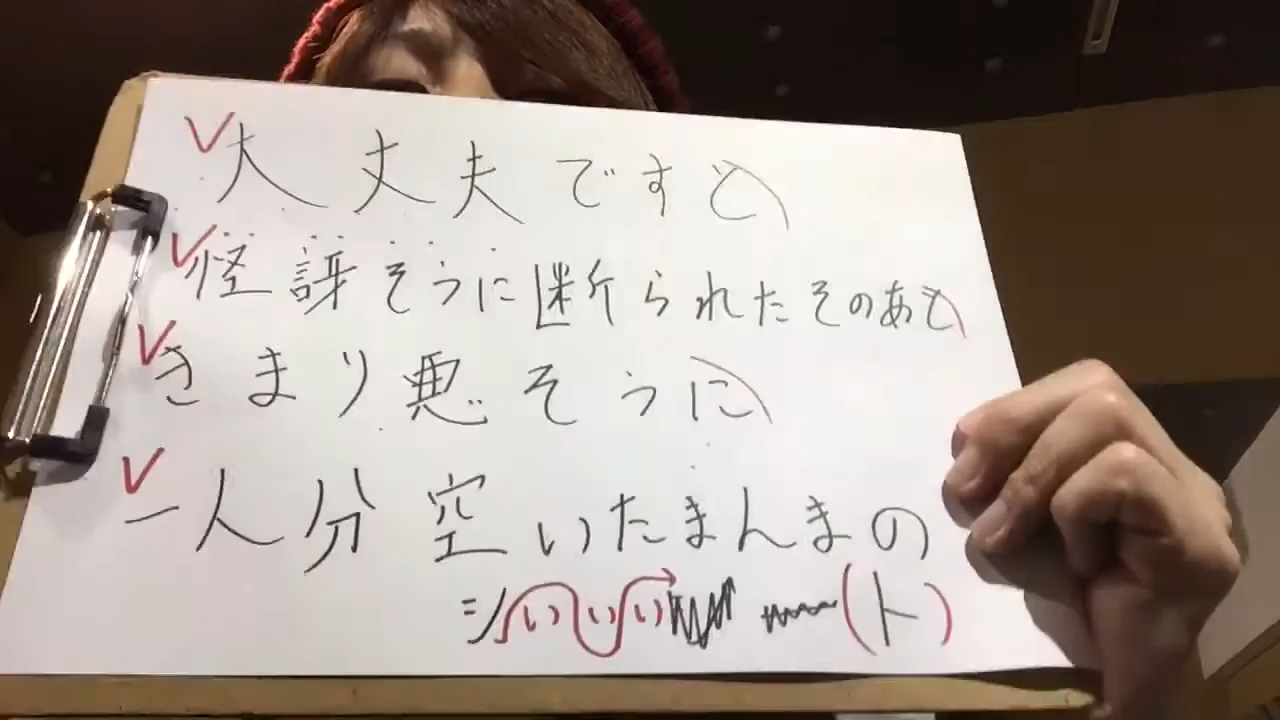 大丈夫ですと
怪訝そうに断られたそのあと
きまり悪そうに
一人分空いたまんまの
シいいい(ト)